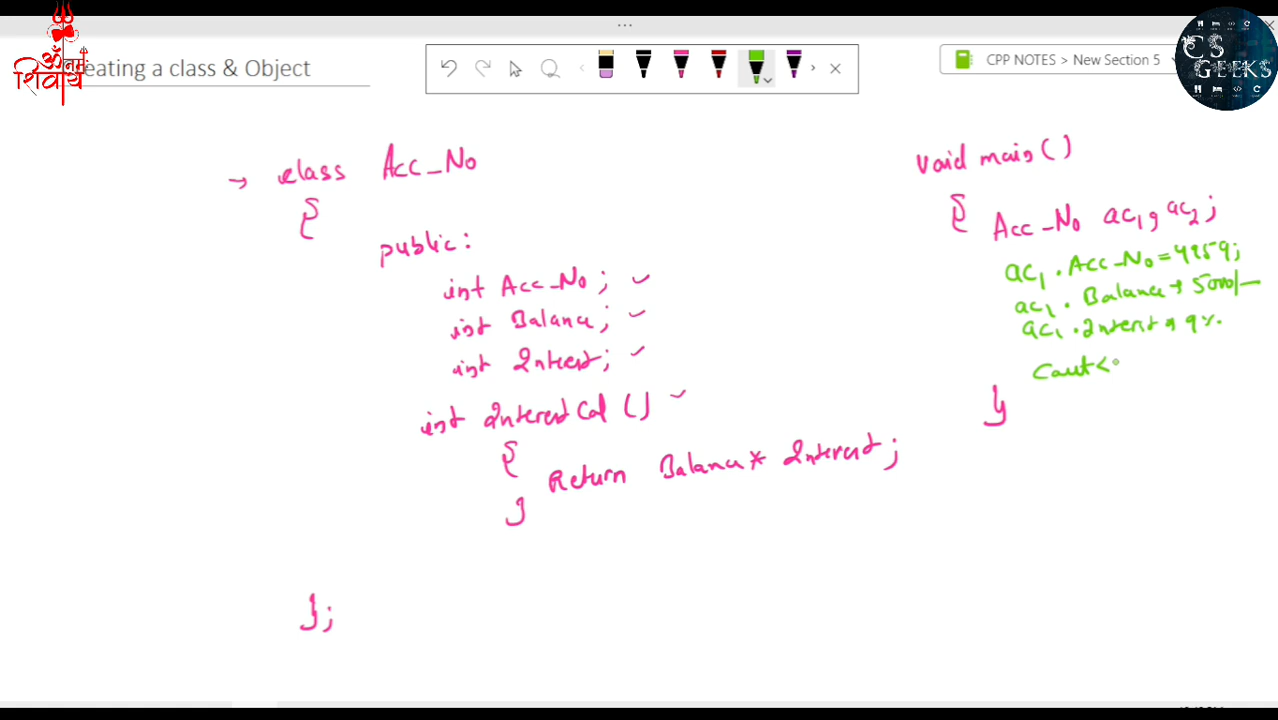 ॐ नमः
शिवाय
eating a class & Object
CPP NOTES > New Section 5
CS
GEEKS
→ class Acc_No
{
public:
int Acc_No;
int Balance;
int Interest;
int InterestCal ()
{
Return Balance * Interest;
}
};
void main()
{ Acc_No ac1, ac2;
ac1.Acc_No=4259;
ac1.Balance → 5000/-
ac1.Interest → 9%
Cout<
}